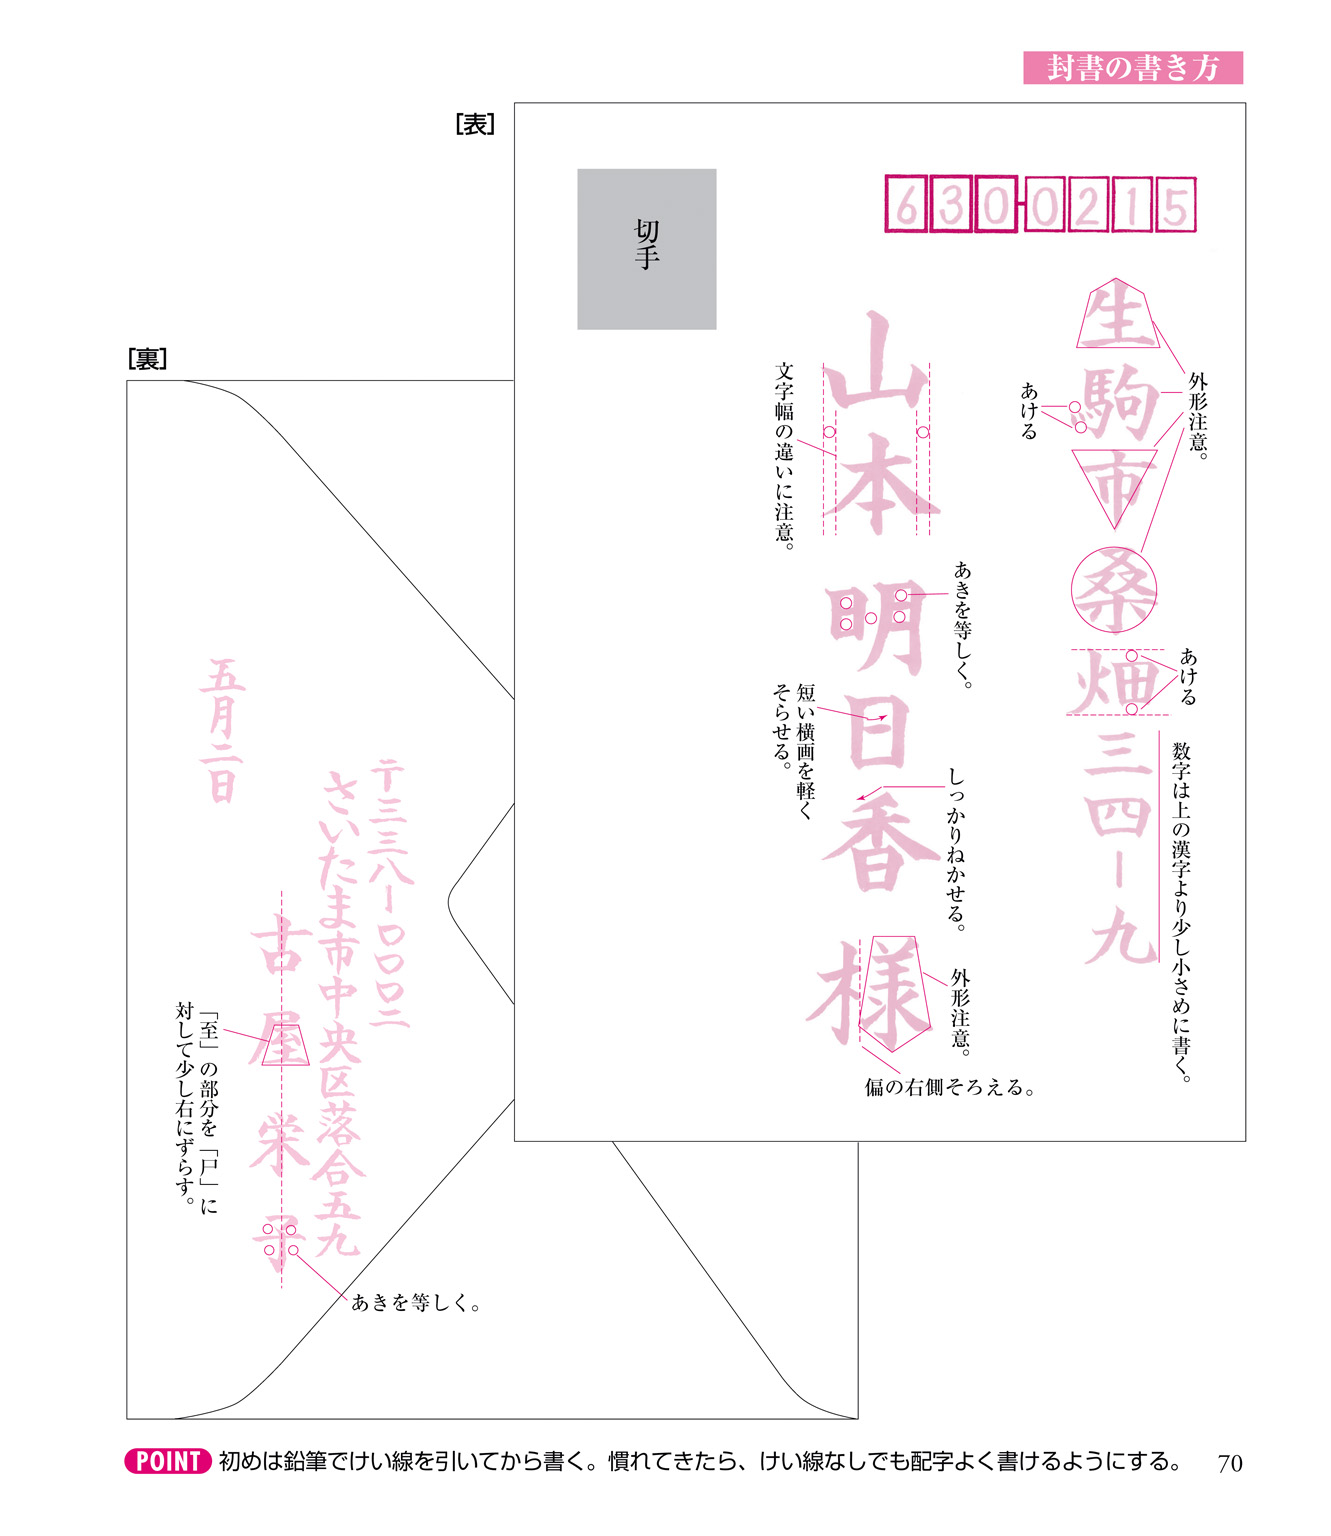 封書の書き方
[表]
切手
630-0215
生駒市桑畑三四ー九
外形注意。
あける
あける
数字は上の漢字より少し小さめに書く。
山本明日香様
文字幅の違いに注意。
あきを等しく。
短い横画を軽く
そらせる。
しっかりねかせる。
外形注意。
偏の右側そろえる。
[裏]
〒三三八ー〇〇〇二
さいたま市中央区落合五九
古屋栄子
五月二日
「至」の部分を「尸」に
対して少し右にずらす。
あきを等しく。
POINT 初めは鉛筆でけい線を引いてから書く。慣れてきたら、けい線なしでも配字よく書けるようにする。
70